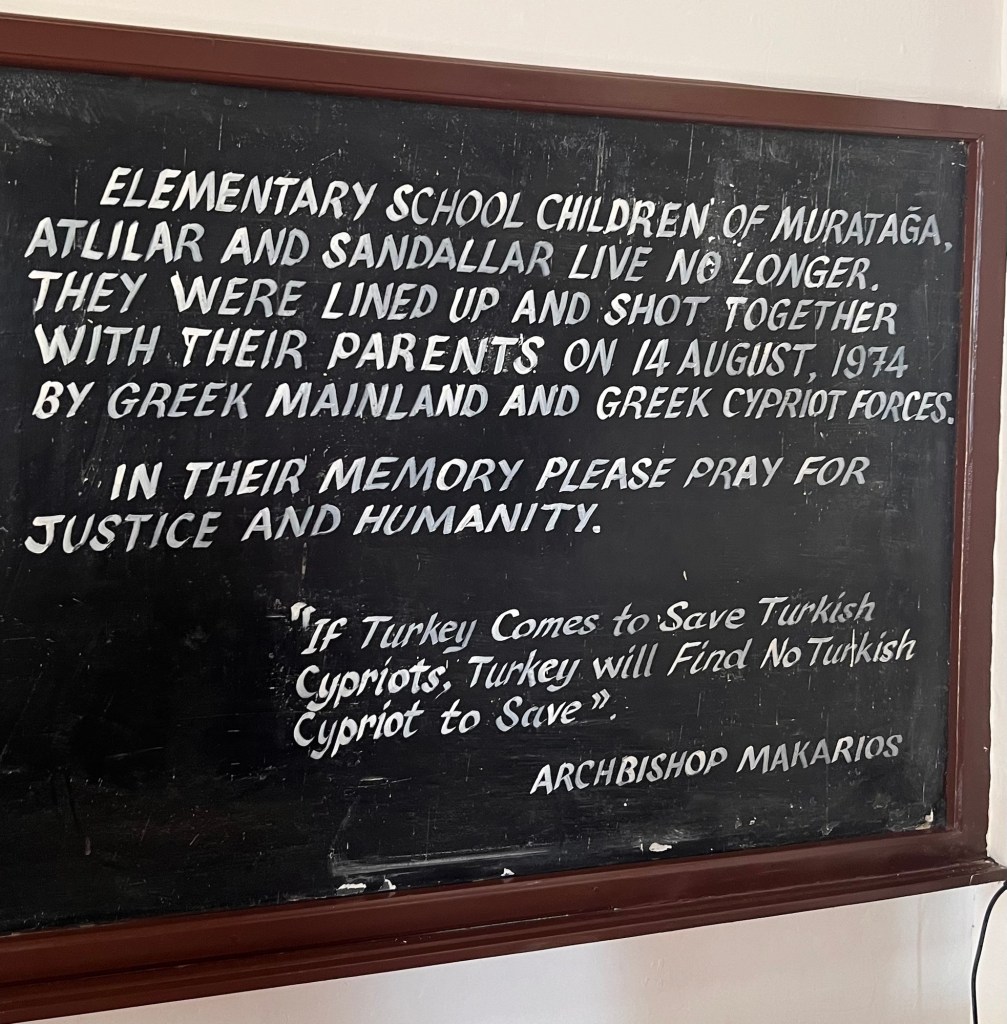 ELEMENTARY SCHOOL CHILDREN OF MURATAĞA,
ATLILAR AND SANDALLAR LIVE NO LONGER.
THEY WERE LINED UP AND SHOT TOGETHER
WITH THEIR PARENTS ON 14 AUGUST, 1974
BY GREEK MAINLAND AND GREEK CYPRIOT FORCES.
IN THEIR MEMORY PLEASE PRAY FOR
JUSTICE AND HUMANITY.
"If Turkey Comes to Save Turkish
Cypriots, Turkey will Find No Turkish
Cypriot to Save".
ARCHBISHOP MAKARIOS